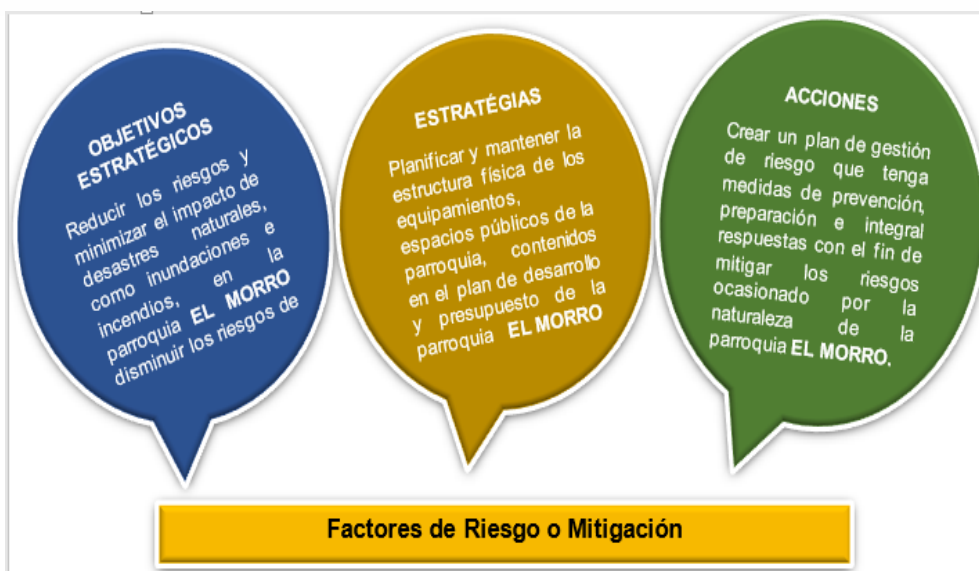 OBJETIVOS
ESTRATÉGICOS
Reducir los riesgos y
minimizar el impacto de
desastres naturales,
como inundaciones e
incendios, en la
parroquia EL MORRO
disminuir los riesgos de
ESTRATÉGIAS
Planificar y mantener la
estructura física de los
equipamientos,
espacios públicos de la
parroquia, contenidos
en el plan de desarrollo
y presupuesto de la
parroquia EL MORRO
ACCIONES
Crear un plan de gestión
de riesgo que tenga
medidas de prevención,
preparación e integral
respuestas con el fin de
mitigar los riesgos
ocasionado por la
naturaleza de la
parroquia EL MORRO.
Factores de Riesgo o Mitigación